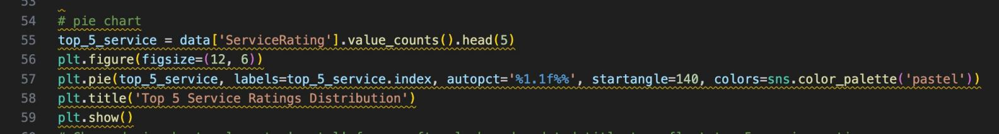 53
54 # pie chart
55 top_5_service = data['ServiceRating'].value_counts().head(5)
56 plt.figure(figsize=(12, 6))
57 plt.pie(top_5_service, labels=top_5_service.index, autopct='%1.1f%%', startangle=140, colors=sns.color_palette('pastel'))
58 plt.title('Top 5 Service Ratings Distribution')
59 plt.show()